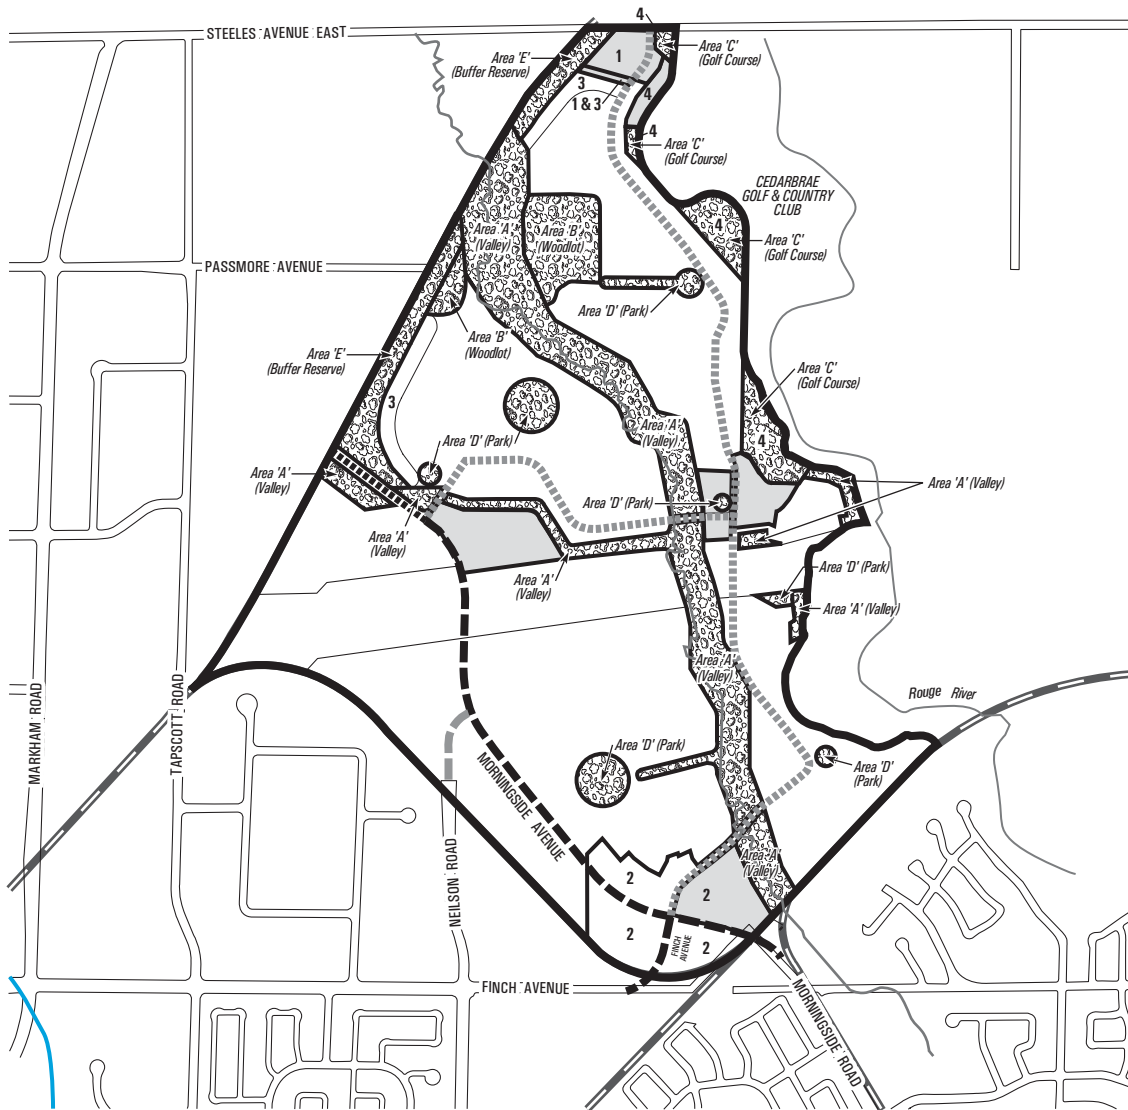 4
STEELES AVENUE EAST
Area 'E'
(Buffer Reserve)
1
Area 'C'
(Golf Course)
3
1 & 3
4
4
Area 'C'
(Golf Course)
CEDARBRAE
GOLF & COUNTRY
CLUB
Area 'A'
(Valley)
Area 'B'
(Woodlot)
4
Area 'C'
(Golf Course)
PASSMORE AVENUE
Area 'D' (Park)
Area 'B'
(Woodlot)
Area 'E'
(Buffer Reserve)
Area 'C'
(Golf Course)
3
Area 'A'
(Valley)
4
Area 'D' (Park)
Area 'A'
(Valley)
Area 'D' (Park)
Area 'A' (Valley)
Area 'A'
(Valley)
Area 'A'
(Valley)
Area 'D' (Park)
Area 'A' (Valley)
Area 'A'
(Valley)
Rouge River
MARKHAM ROAD
TAPSCOTT ROAD
Area 'D' (Park)
Area 'D'
(Park)
MORNINGSIDE AVENUE
NEILSON ROAD
Area 'A'
(Valley)
2
2
2
FINCH
AVENUE
2
FINCH AVENUE
MORNINGSIDE ROAD